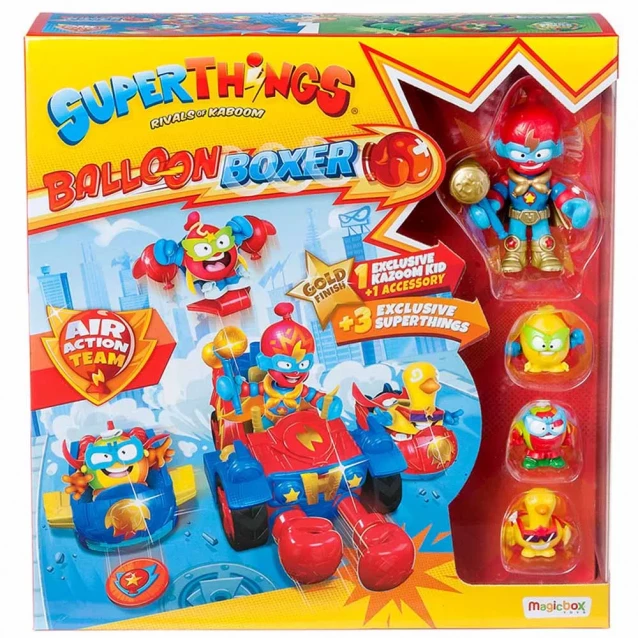 SUPERTHINGS®
RIVALS OF KABOOM
BALLOON BOXER
GOLD
FINISH
1 EXCLUSIVE
KAZOOM KID
+1 ACCESSORY
+3 EXCLUSIVE
SUPERTHINGS
AIR
ACTION
TEAM
magicbox
TOYS